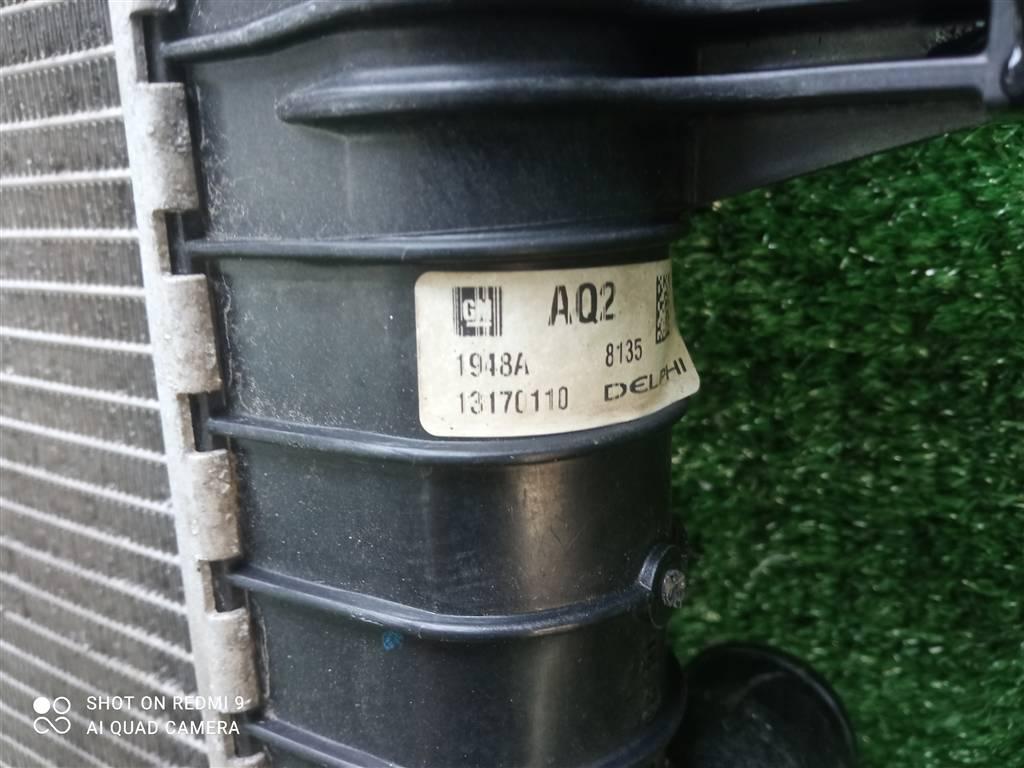 GM AQ2
1948A 8135
13170110 DELPHI
SHOT ON REDMI 9
AI QUAD CAMERA